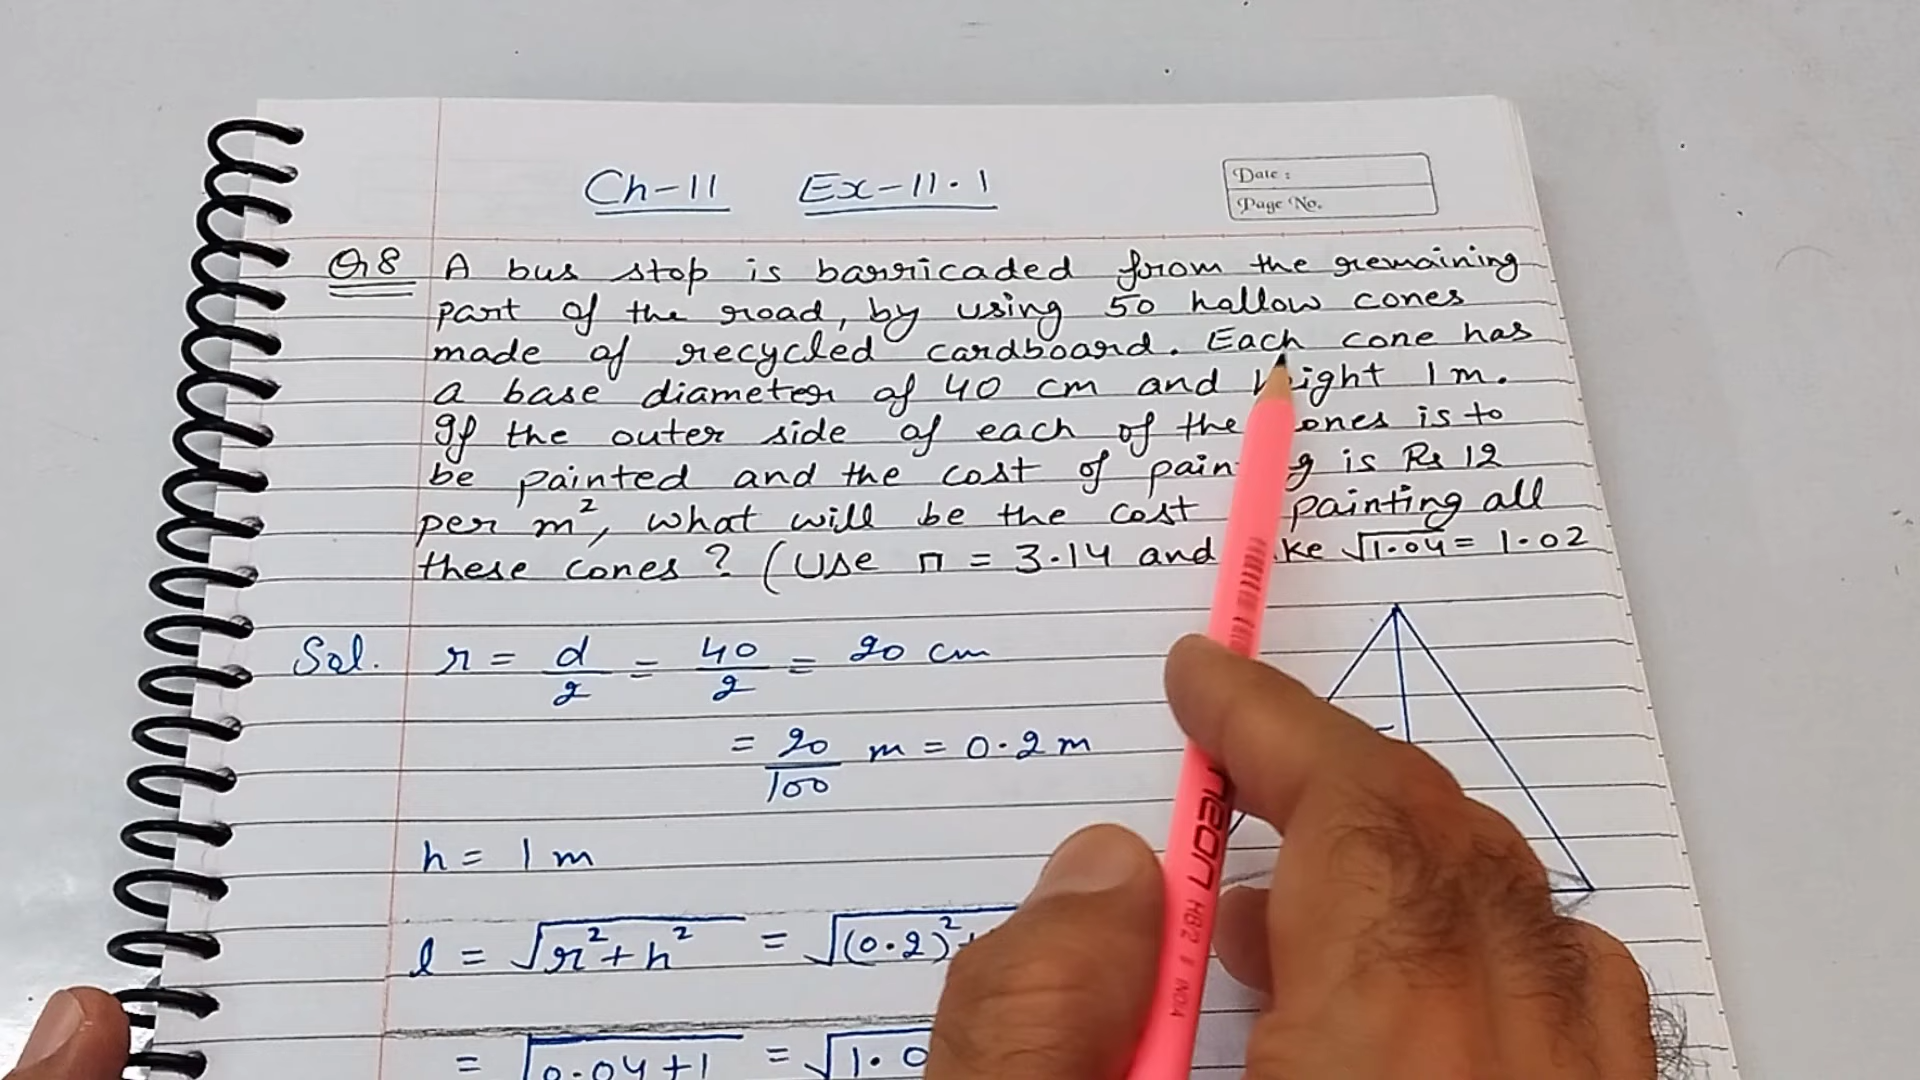 Ch-11 Ex-11.1
Date :
Page No.
Q8 A bus stop is barricaded from the remaining
part of the road, by using 50 hollow cones
made of recycled cardboard. Each cone has
a base diameter of 40 cm and 1 m.
If the outer side of each of the is to
be painted and the cost of is Rs 12
per m², what will be the cost painting all
these cones ? (Use π = 3.14 and √1.04 = 1.02
Sol. r = d/2 = 40/2 = 20 cm
= 20/100 m = 0.2 m
h = 1 m
l = √r²+h² = √(0.2)²+
= √0.04+1 = √1.0
neon HB/2 INDIA